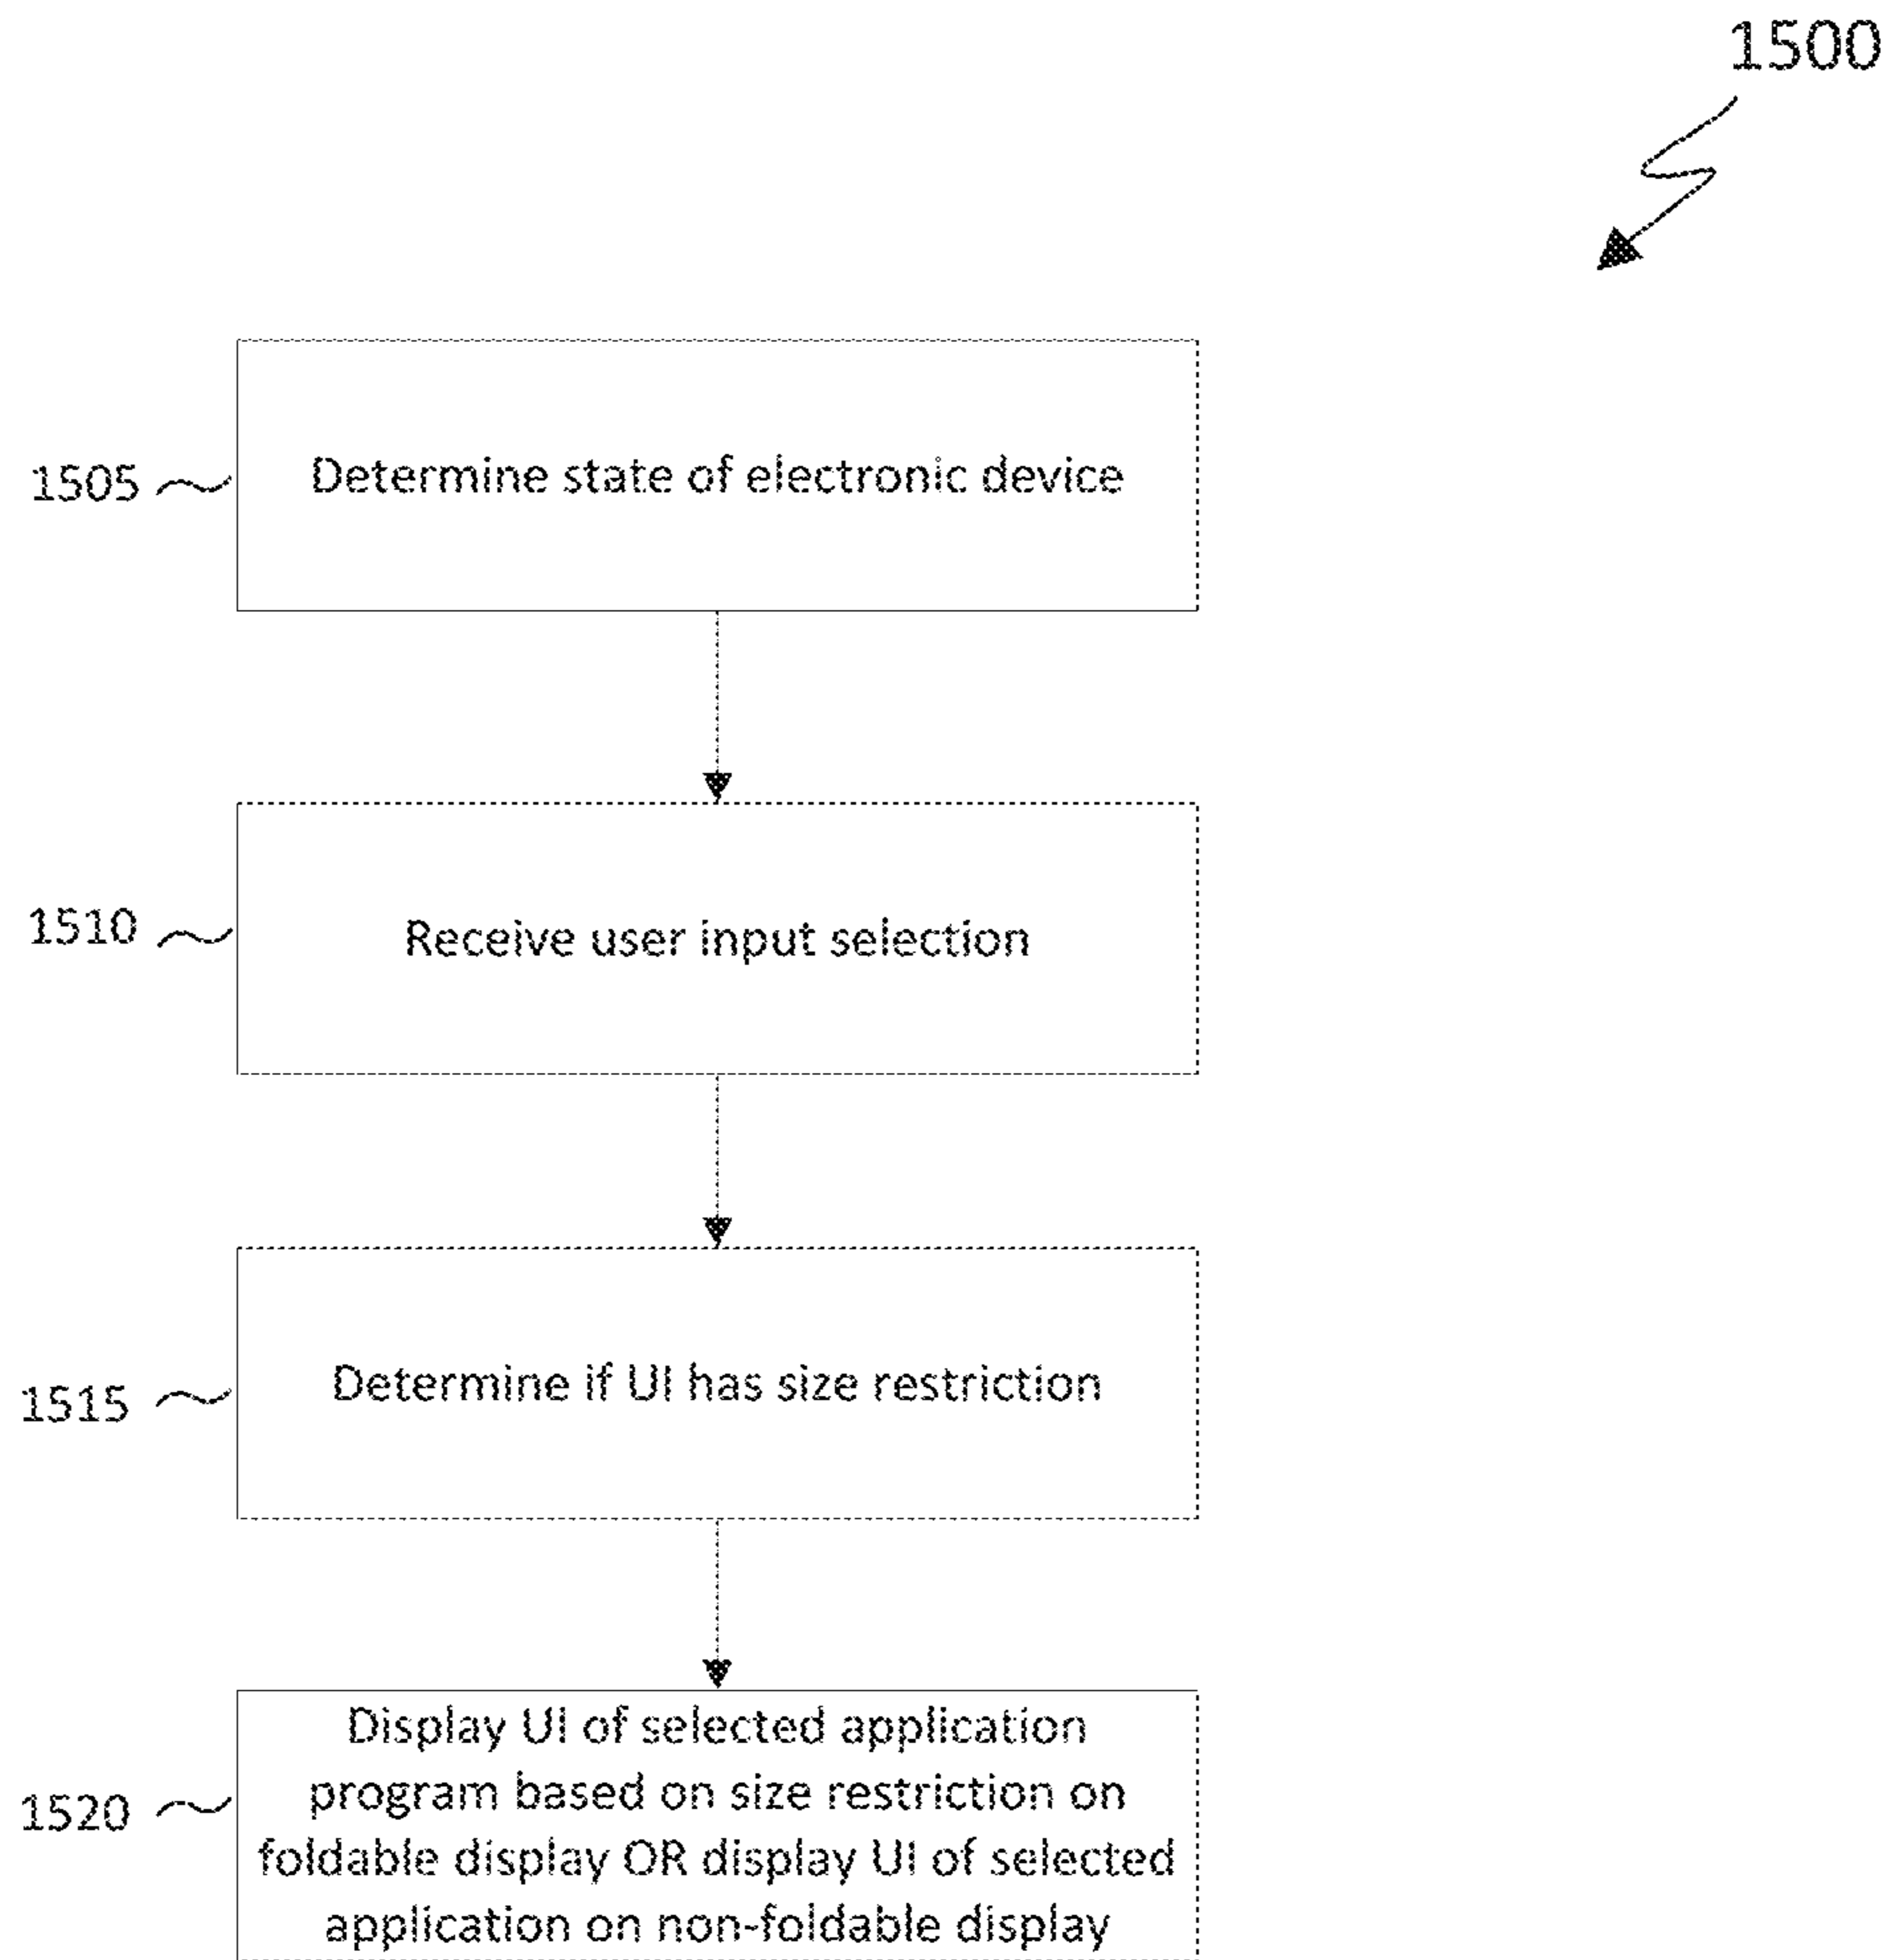 1500
1505
Determine state of electronic device
1510
Receive user input selection
1515
Determine if UI has size restriction
1520
Display UI of selected application
program based on size restriction on
foldable display OR display UI of selected
application on non-foldable display